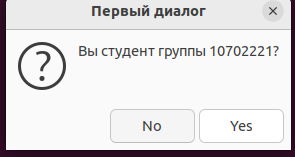 Первый диалог
Вы студент группы 10702221?
No Yes